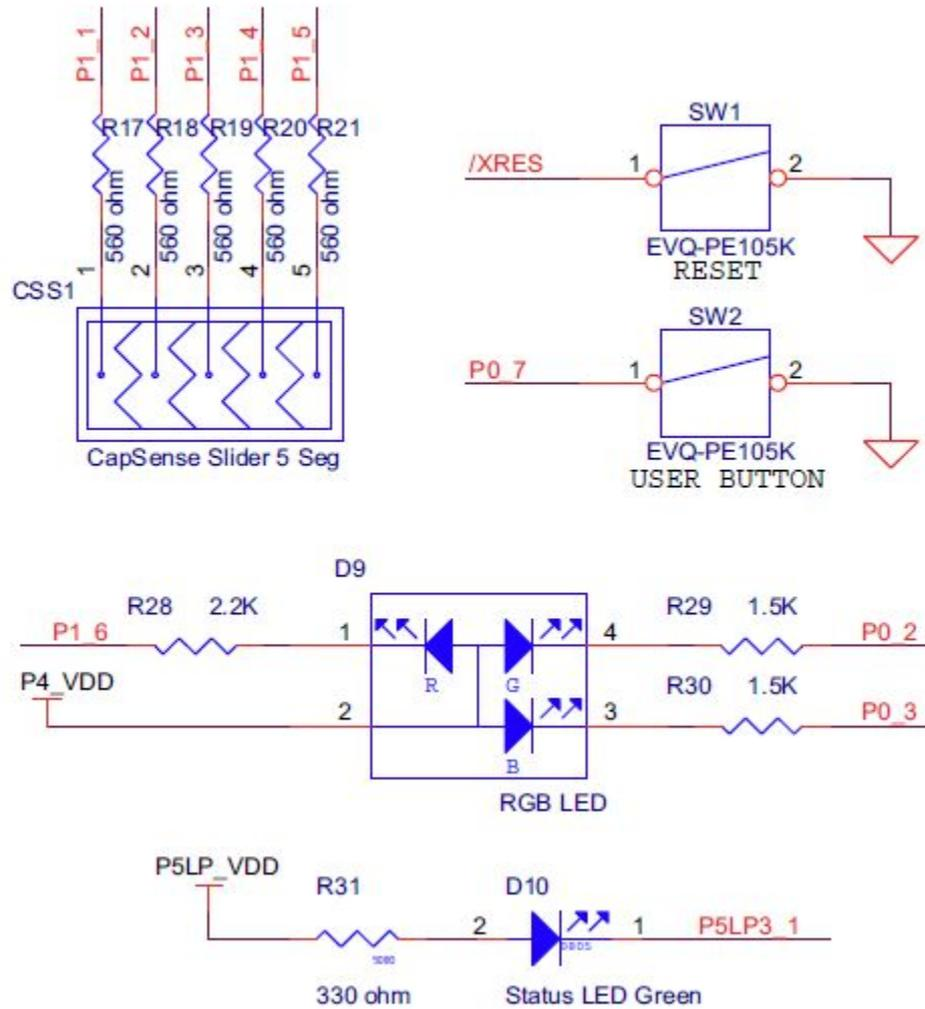 P1_1
P1_2
P1_3
P1_4
P1_5
R17
R18
R19
R20
R21
560 ohm
560 ohm
560 ohm
560 ohm
560 ohm
1
2
3
4
5
CSS1
CapSense Slider 5 Seg
SW1
/XRES
1
2
EVQ-PE105K
RESET
SW2
P0_7
1
2
EVQ-PE105K
USER BUTTON
D9
R28 2.2K
P1_6
1
R
G
4
R29 1.5K
P0_2
P4_VDD
2
B
3
R30 1.5K
P0_3
RGB LED
P5LP_VDD
R31
D10
2
1
P5LP3_1
330 ohm
Status LED Green